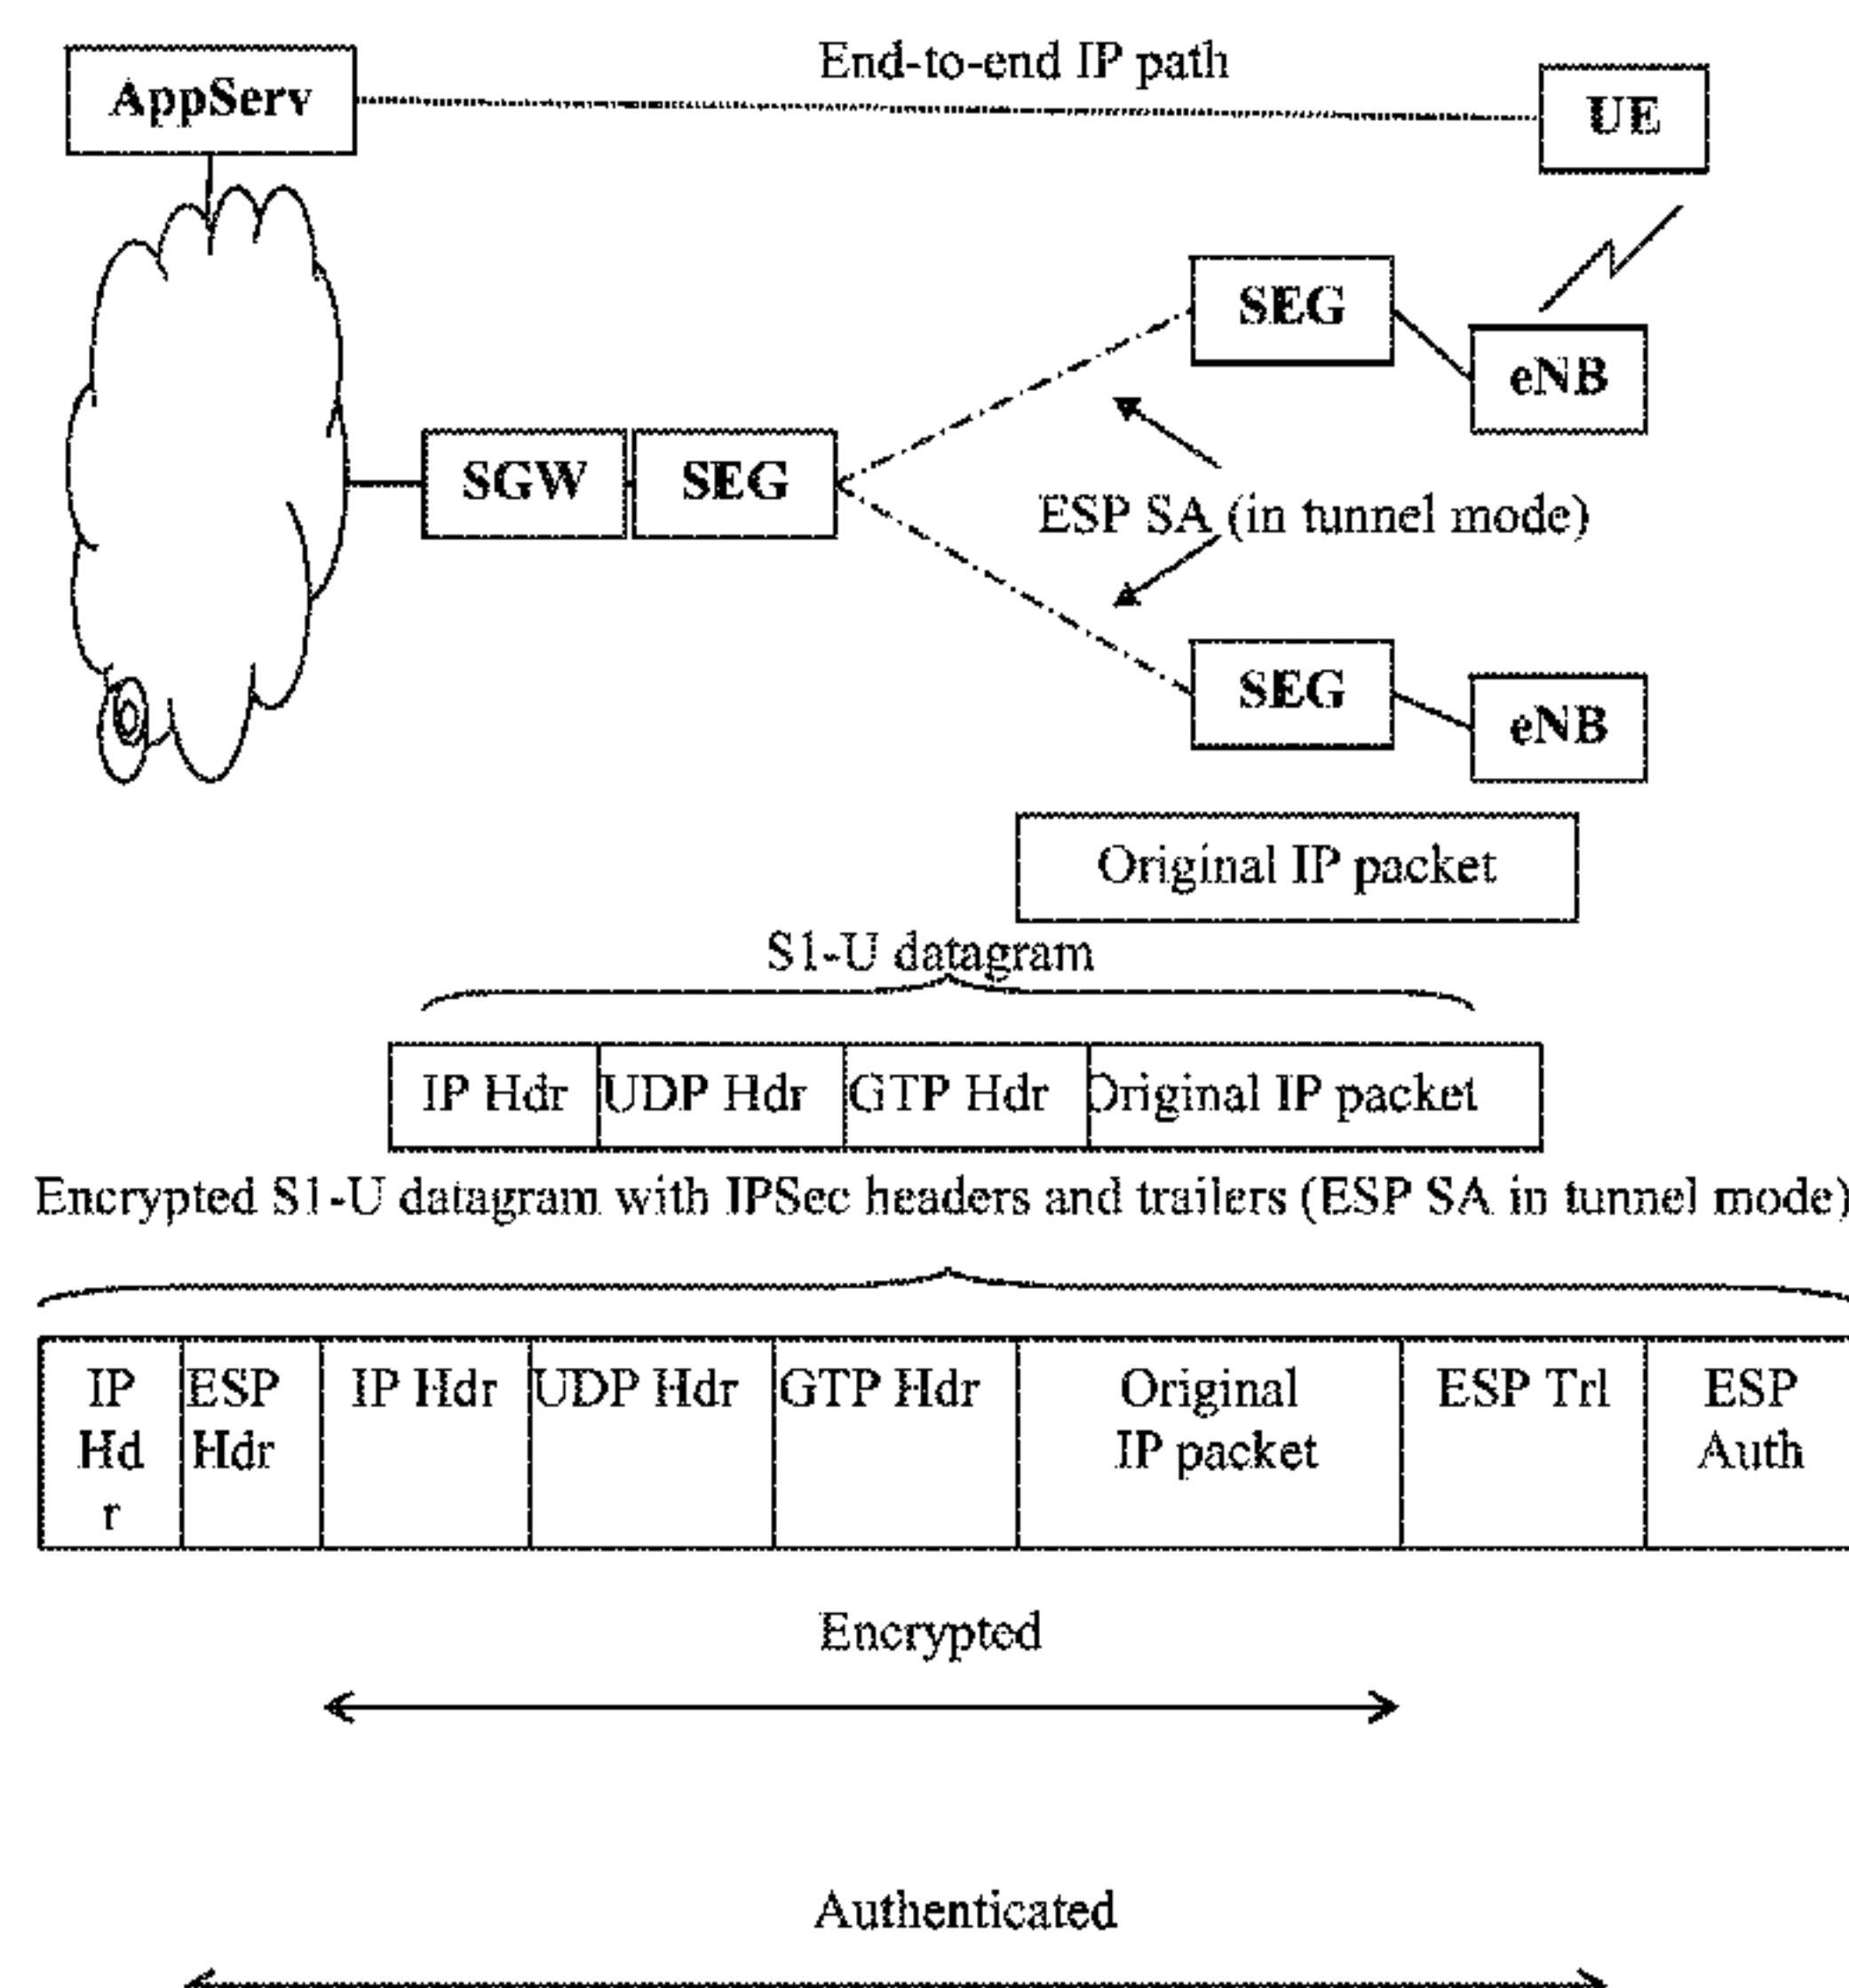 End-to-end IP path
AppServ
UE
SEG
eNB
SGW
SEG
ESP SA (in tunnel mode)
SEG
eNB
Original IP packet
S1-U datagram
IP Hdr UDP Hdr GTP Hdr Original IP packet
Encrypted S1-U datagram with IPSec headers and trailers (ESP SA in tunnel mode)
IP Hd r
ESP Hdr
IP Hdr
UDP Hdr
GTP Hdr
Original IP packet
ESP Trl
ESP Auth
Encrypted
Authenticated